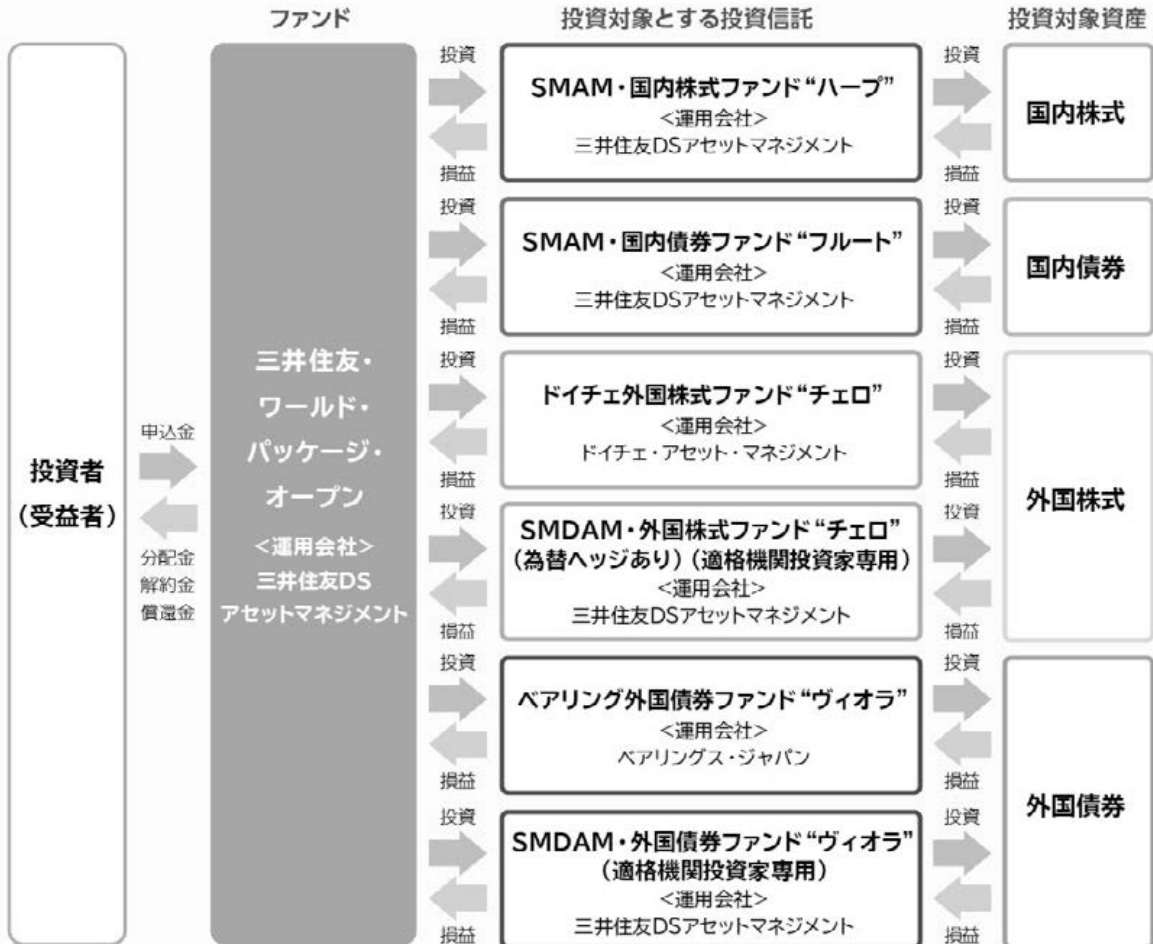 ファンド
投資対象とする投資信託
投資対象資産
投資者
（受益者）
申込金
分配金
解約金
償還金
三井住友・
ワールド・
パッケージ・
オープン
<運用会社>
三井住友DS
アセットマネジメント
投資
損益
SMAM・国内株式ファンド“ハープ”
<運用会社>
三井住友DSアセットマネジメント
投資
損益
国内株式
投資
損益
SMAM・国内債券ファンド“フルート”
<運用会社>
三井住友DSアセットマネジメント
投資
損益
国内債券
投資
損益
ドイチェ外国株式ファンド“チェロ”
<運用会社>
ドイチェ・アセット・マネジメント
投資
損益
外国株式
投資
損益
SMDAM・外国株式ファンド“チェロ”
（為替ヘッジあり）（適格機関投資家専用）
<運用会社>
三井住友DSアセットマネジメント
投資
損益
投資
損益
ベアリング外国債券ファンド“ヴィオラ”
<運用会社>
ベアリングス・ジャパン
投資
損益
外国債券
投資
損益
SMDAM・外国債券ファンド“ヴィオラ”
（適格機関投資家専用）
<運用会社>
三井住友DSアセットマネジメント
投資
損益